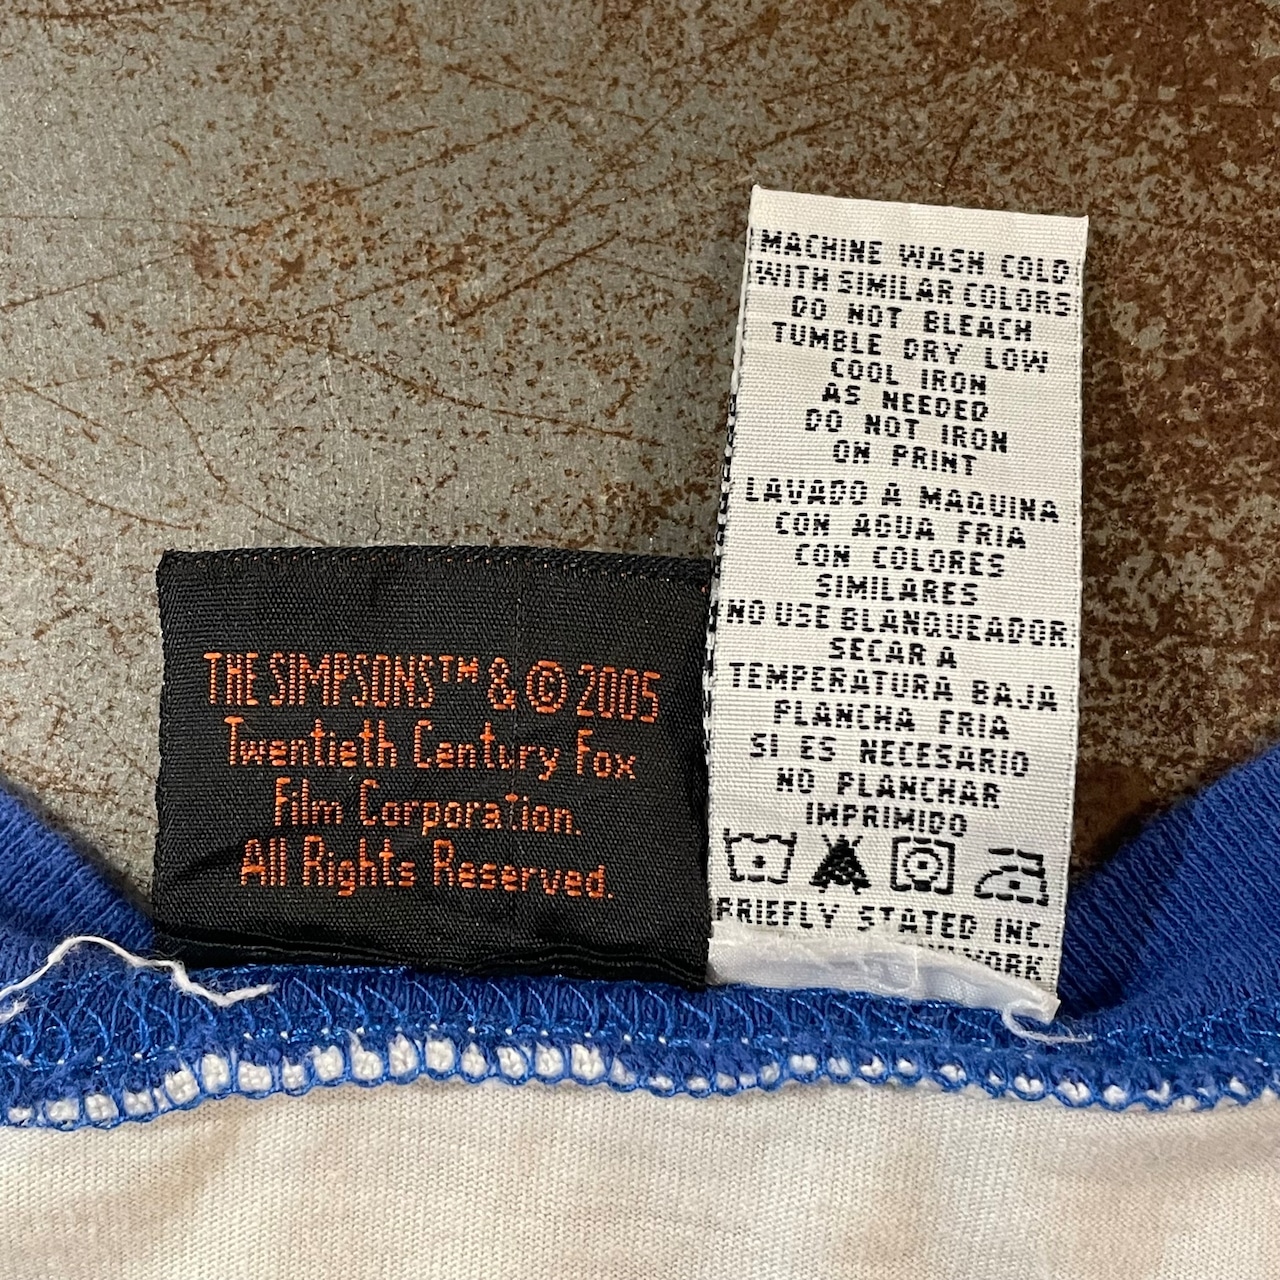 THE SIMPSONS™ & © 2005
Twentieth Century Fox
Film Corporation.
All Rights Reserved.
MACHINE WASH COLD
WITH SIMILAR COLORS
DO NOT BLEACH
TUMBLE DRY LOW
COOL IRON
AS NEEDED
DO NOT IRON
ON PRINT
LAVADO A MAQUINA
CON AGUA FRIA
CON COLORES
SIMILARES
NO USE BLANQUEADOR
SECAR A
TEMPERATURA BAJA
PLANCHA FRIA
SI ES NECESARIO
NO PLANCHAR
IMPRIMIDO
BRIEFLY STATED INC.
YORK